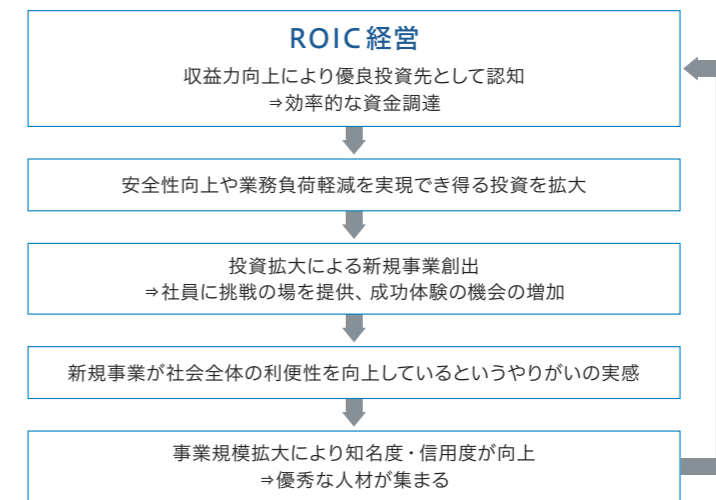 ROIC経営
収益力向上により優良投資先として認知
⇒効率的な資金調達
安全性向上や業務負荷軽減を実現でき得る投資を拡大
投資拡大による新規事業創出
⇒社員に挑戦の場を提供、成功体験の機会の増加
新規事業が社会全体の利便性を向上しているというやりがいの実感
事業規模拡大により知名度・信用度が向上
⇒優秀な人材が集まる